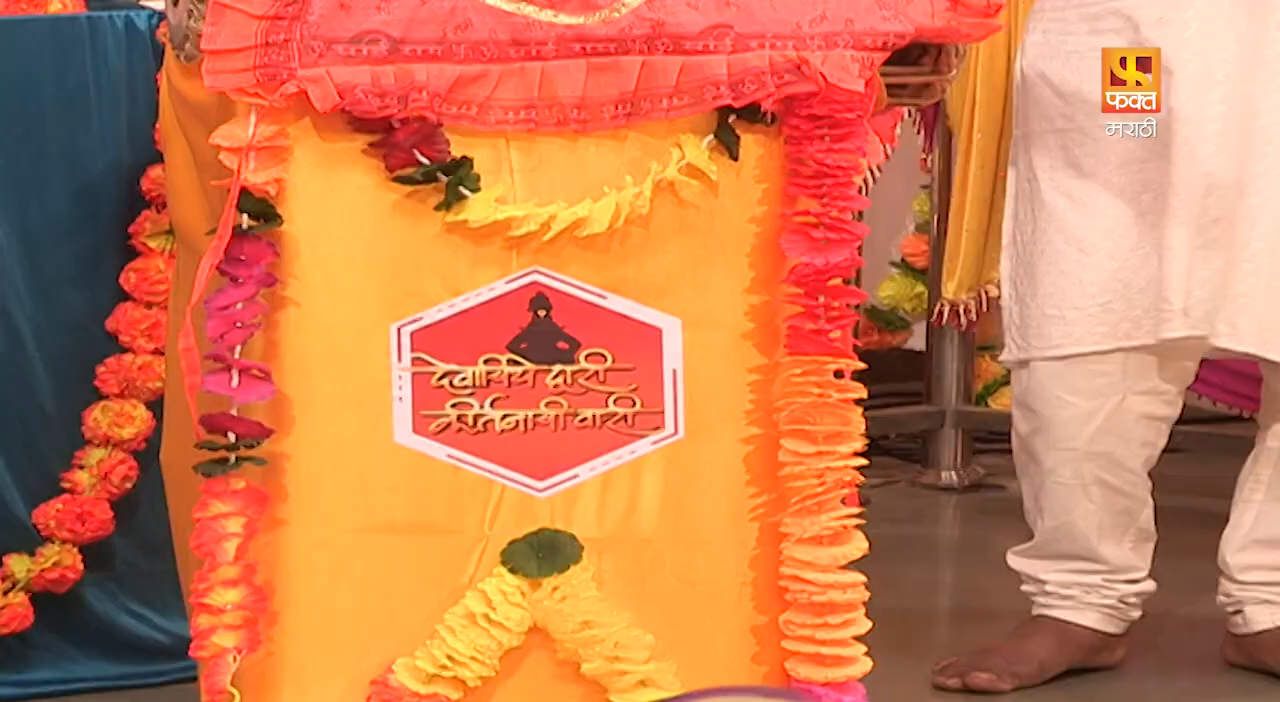 फक्त
मराठी
देवाचिये द्वारी
कीर्तनाची वारी